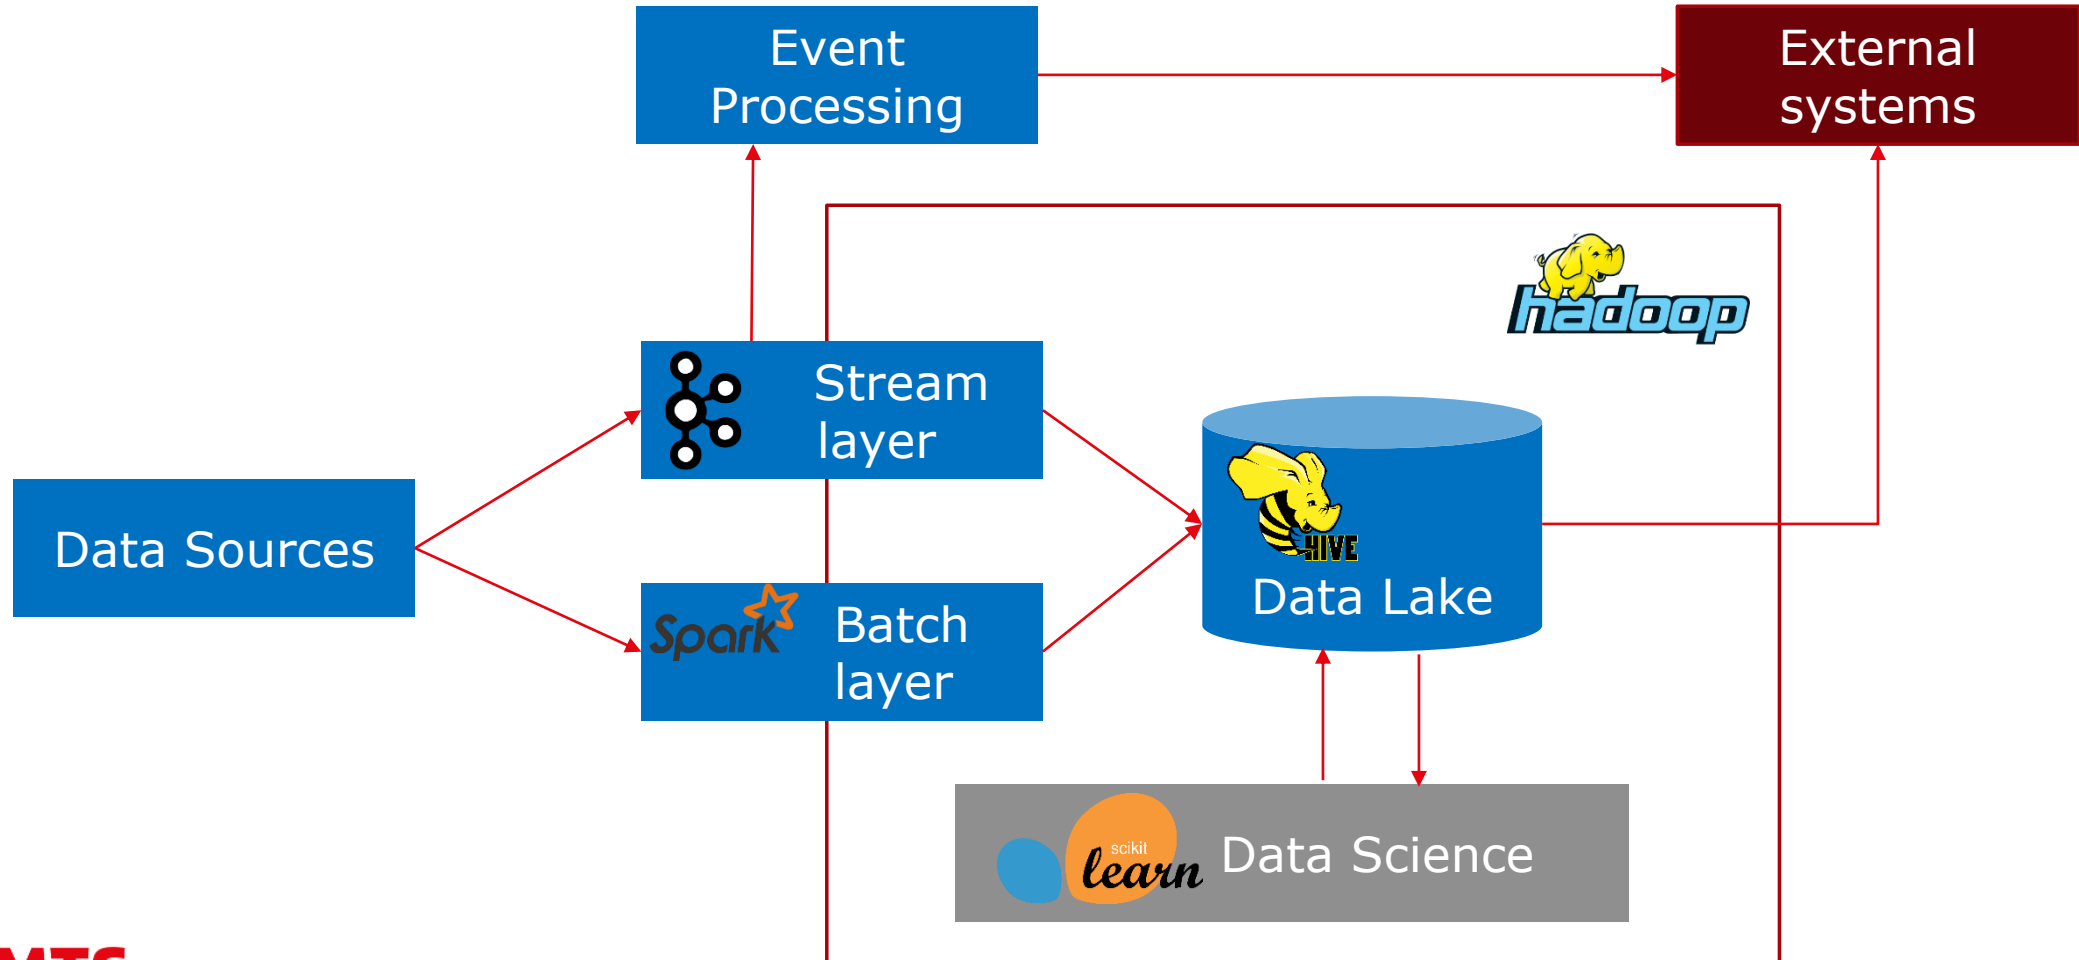 Event
Processing
External
systems
hadoop
Stream
layer
Data Sources
HIVE
Data Lake
Spark
Batch
layer
scikit
learn
Data Science
MTS